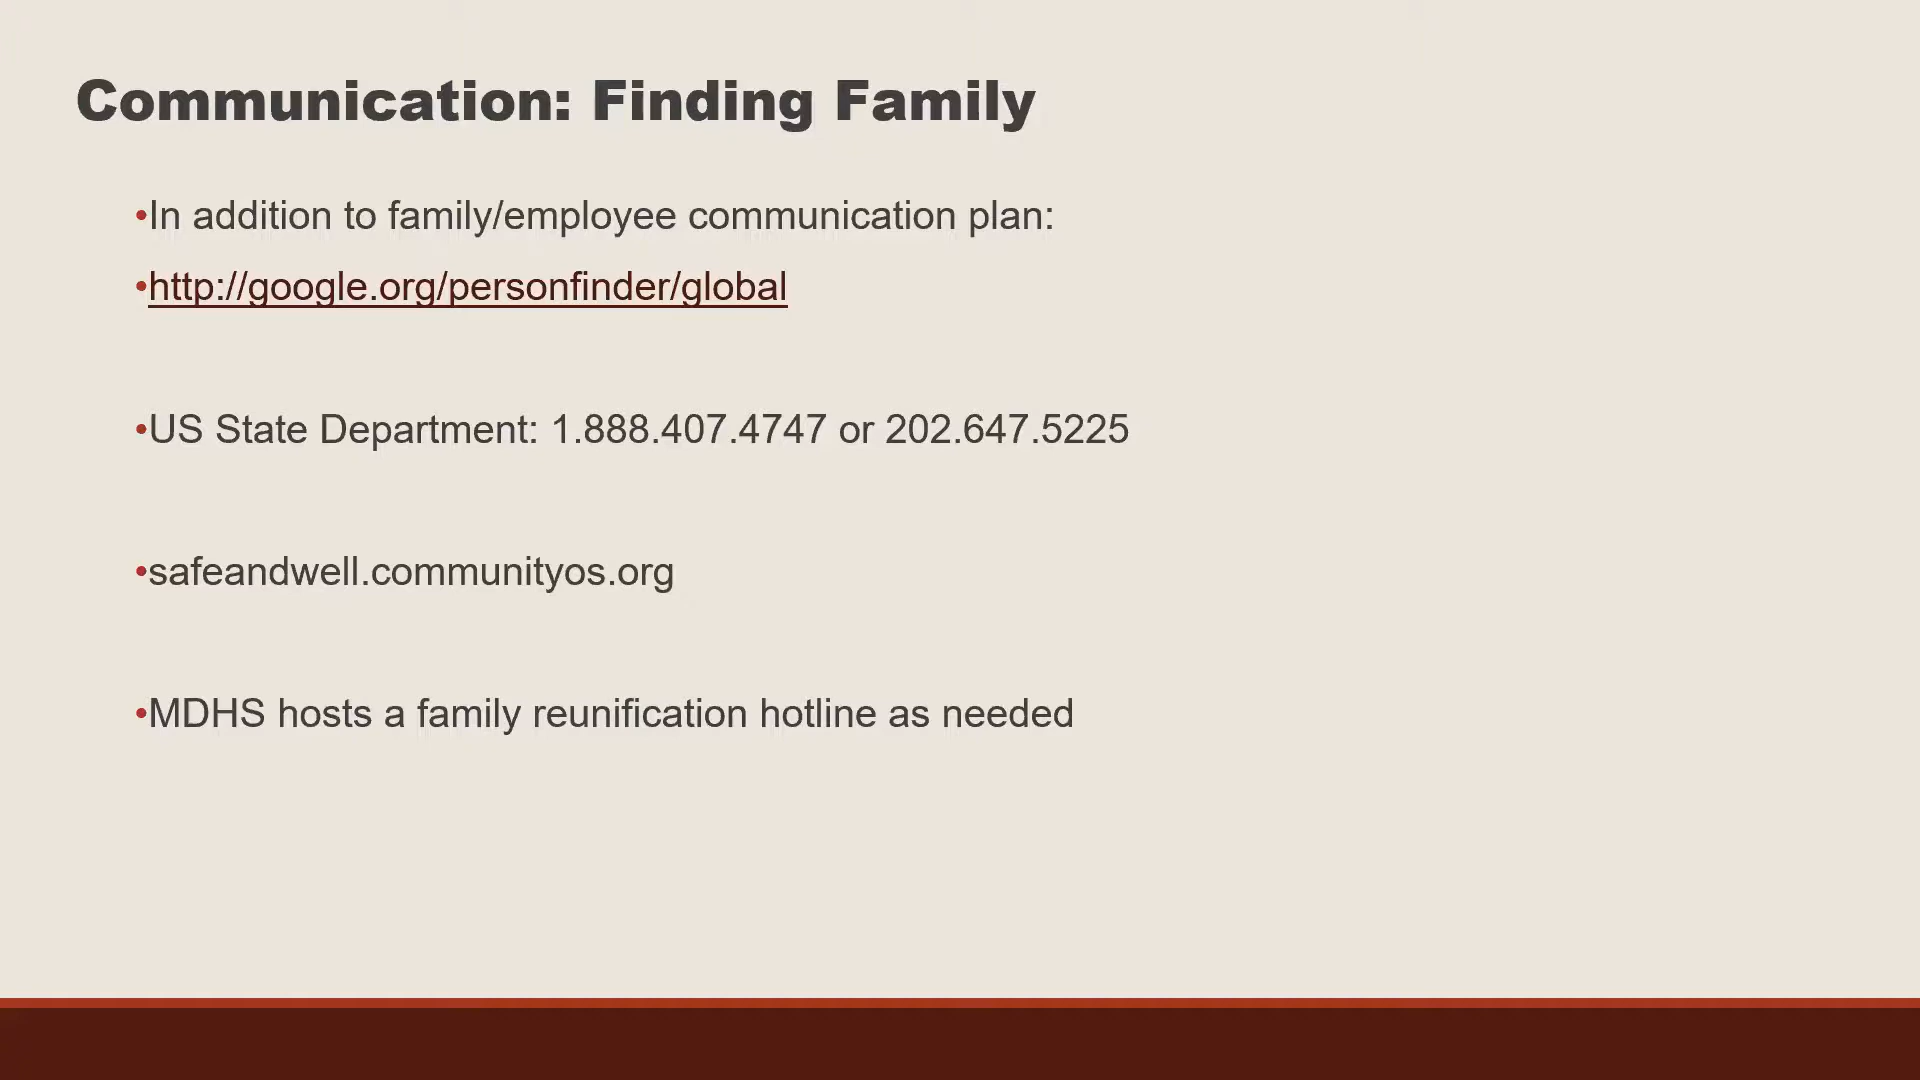 Communication: Finding Family
•In addition to family/employee communication plan:
•http://google.org/personfinder/global
•US State Department: 1.888.407.4747 or 202.647.5225
•safeandwell.communityos.org
•MDHS hosts a family reunification hotline as needed